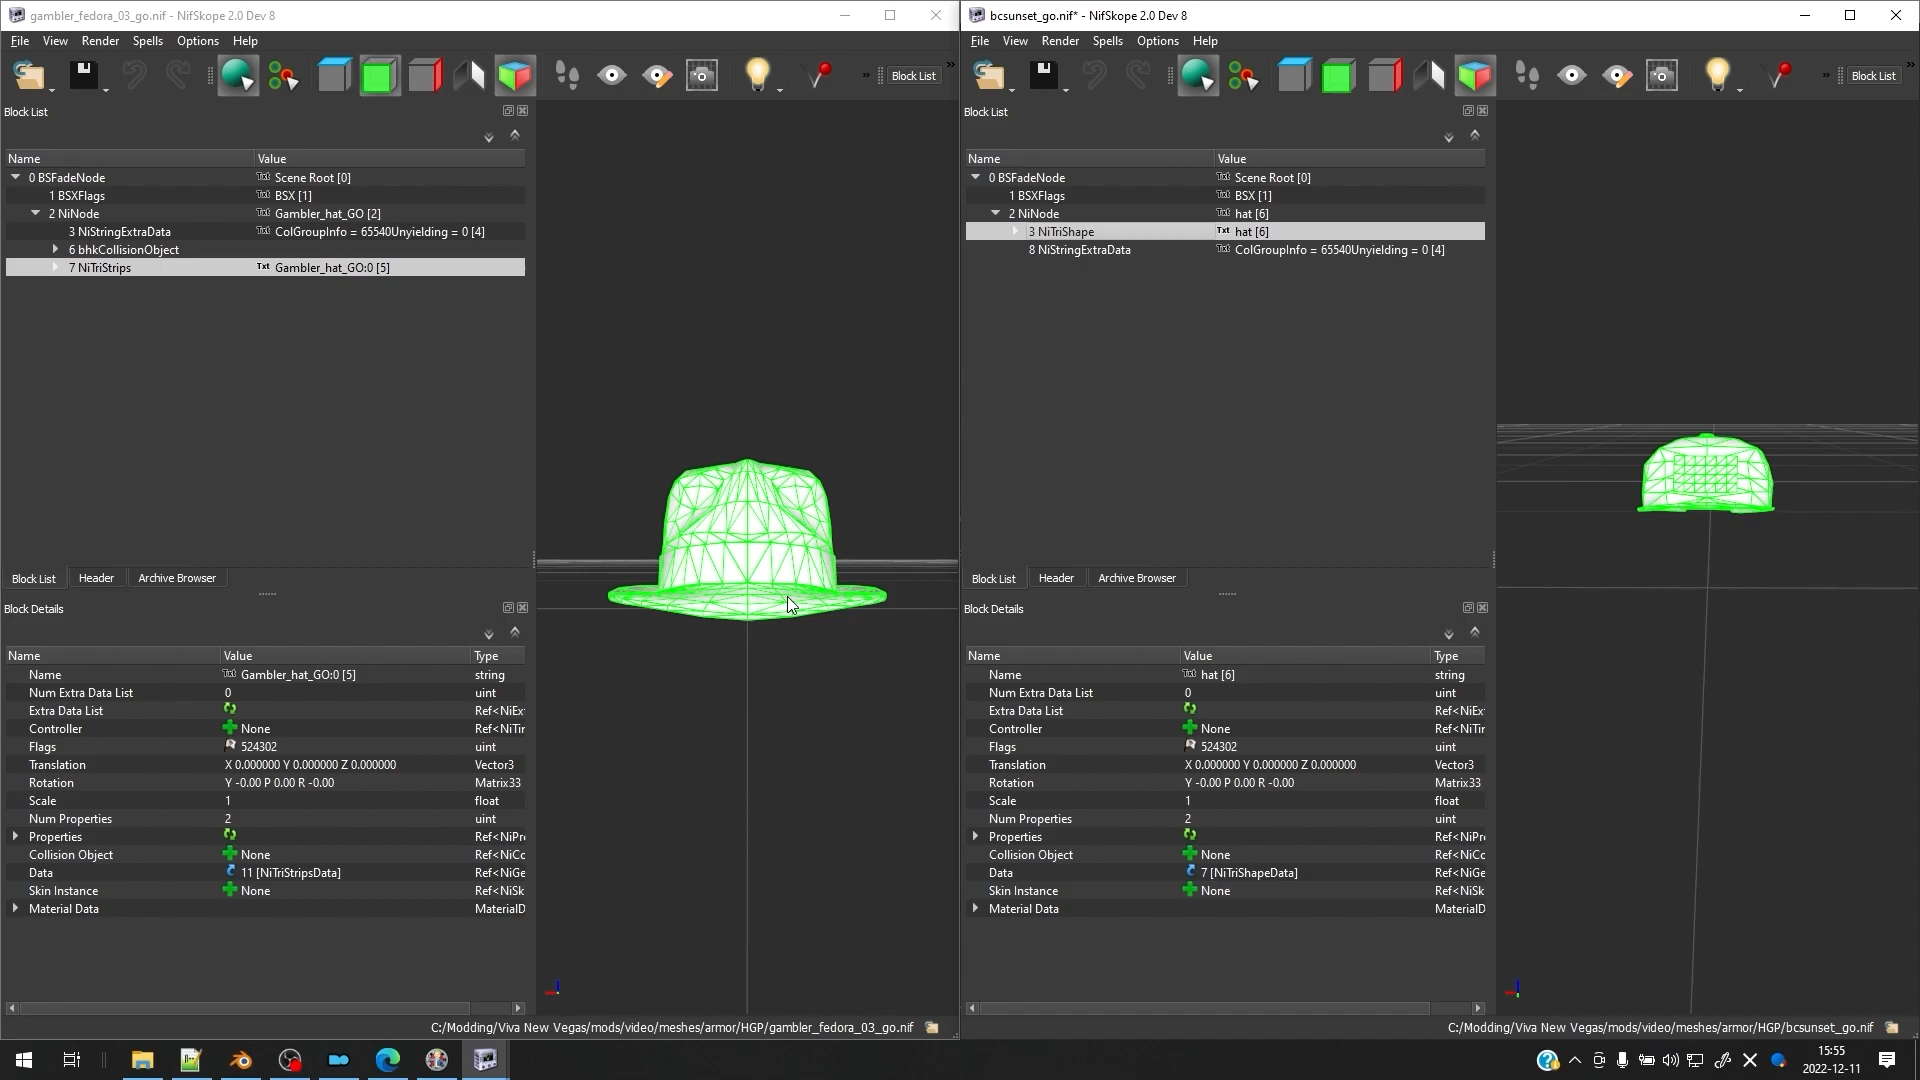 gambler_fedora_03_go.nif - NifSkope 2.0 Dev 8
File View Render Spells Options Help
» Block List »
Block List
Name Value
0 BSFadeNode Txt Scene Root [0]
1 BSXFlags Txt BSX [1]
2 NiNode Txt Gambler_hat_GO [2]
3 NiStringExtraData Txt ColGroupInfo = 65540Unyielding = 0 [4]
6 bhkCollisionObject
7 NiTriStrips Txt Gambler_hat_GO:0 [5]
Block List Header Archive Browser
Block Details
Name Value Type
Name Txt Gambler_hat_GO:0 [5] string
Num Extra Data List 0 uint
Extra Data List Ref<NiEx
Controller None Ref<NiTir
Flags 524302 uint
Translation X 0.000000 Y 0.000000 Z 0.000000 Vector3
Rotation Y -0.00 P 0.00 R -0.00 Matrix33
Scale 1 float
Num Properties 2 uint
Properties Ref<NiPr
Collision Object None Ref<NiCc
Data 11 [NiTriStripsData] Ref<NiGe
Skin Instance None Ref<NiSk
Material Data MaterialD
C:/Modding/Viva New Vegas/mods/video/meshes/armor/HGP/gambler_fedora_03_go.nif
bcsunset_go.nif* - NifSkope 2.0 Dev 8
File View Render Spells Options Help
» Block List »
Block List
Name Value
0 BSFadeNode Txt Scene Root [0]
1 BSXFlags Txt BSX [1]
2 NiNode Txt hat [6]
3 NiTriShape Txt hat [6]
8 NiStringExtraData Txt ColGroupInfo = 65540Unyielding = 0 [4]
Block List Header Archive Browser
Block Details
Name Value Type
Name Txt hat [6] string
Num Extra Data List 0 uint
Extra Data List Ref<NiEx
Controller None Ref<NiTir
Flags 524302 uint
Translation X 0.000000 Y 0.000000 Z 0.000000 Vector3
Rotation Y -0.00 P 0.00 R -0.00 Matrix33
Scale 1 float
Num Properties 2 uint
Properties Ref<NiPr
Collision Object None Ref<NiCc
Data 7 [NiTriShapeData] Ref<NiGe
Skin Instance None Ref<NiSk
Material Data MaterialD
C:/Modding/Viva New Vegas/mods/video/meshes/armor/HGP/bcsunset_go.nif
15:55
2022-12-11